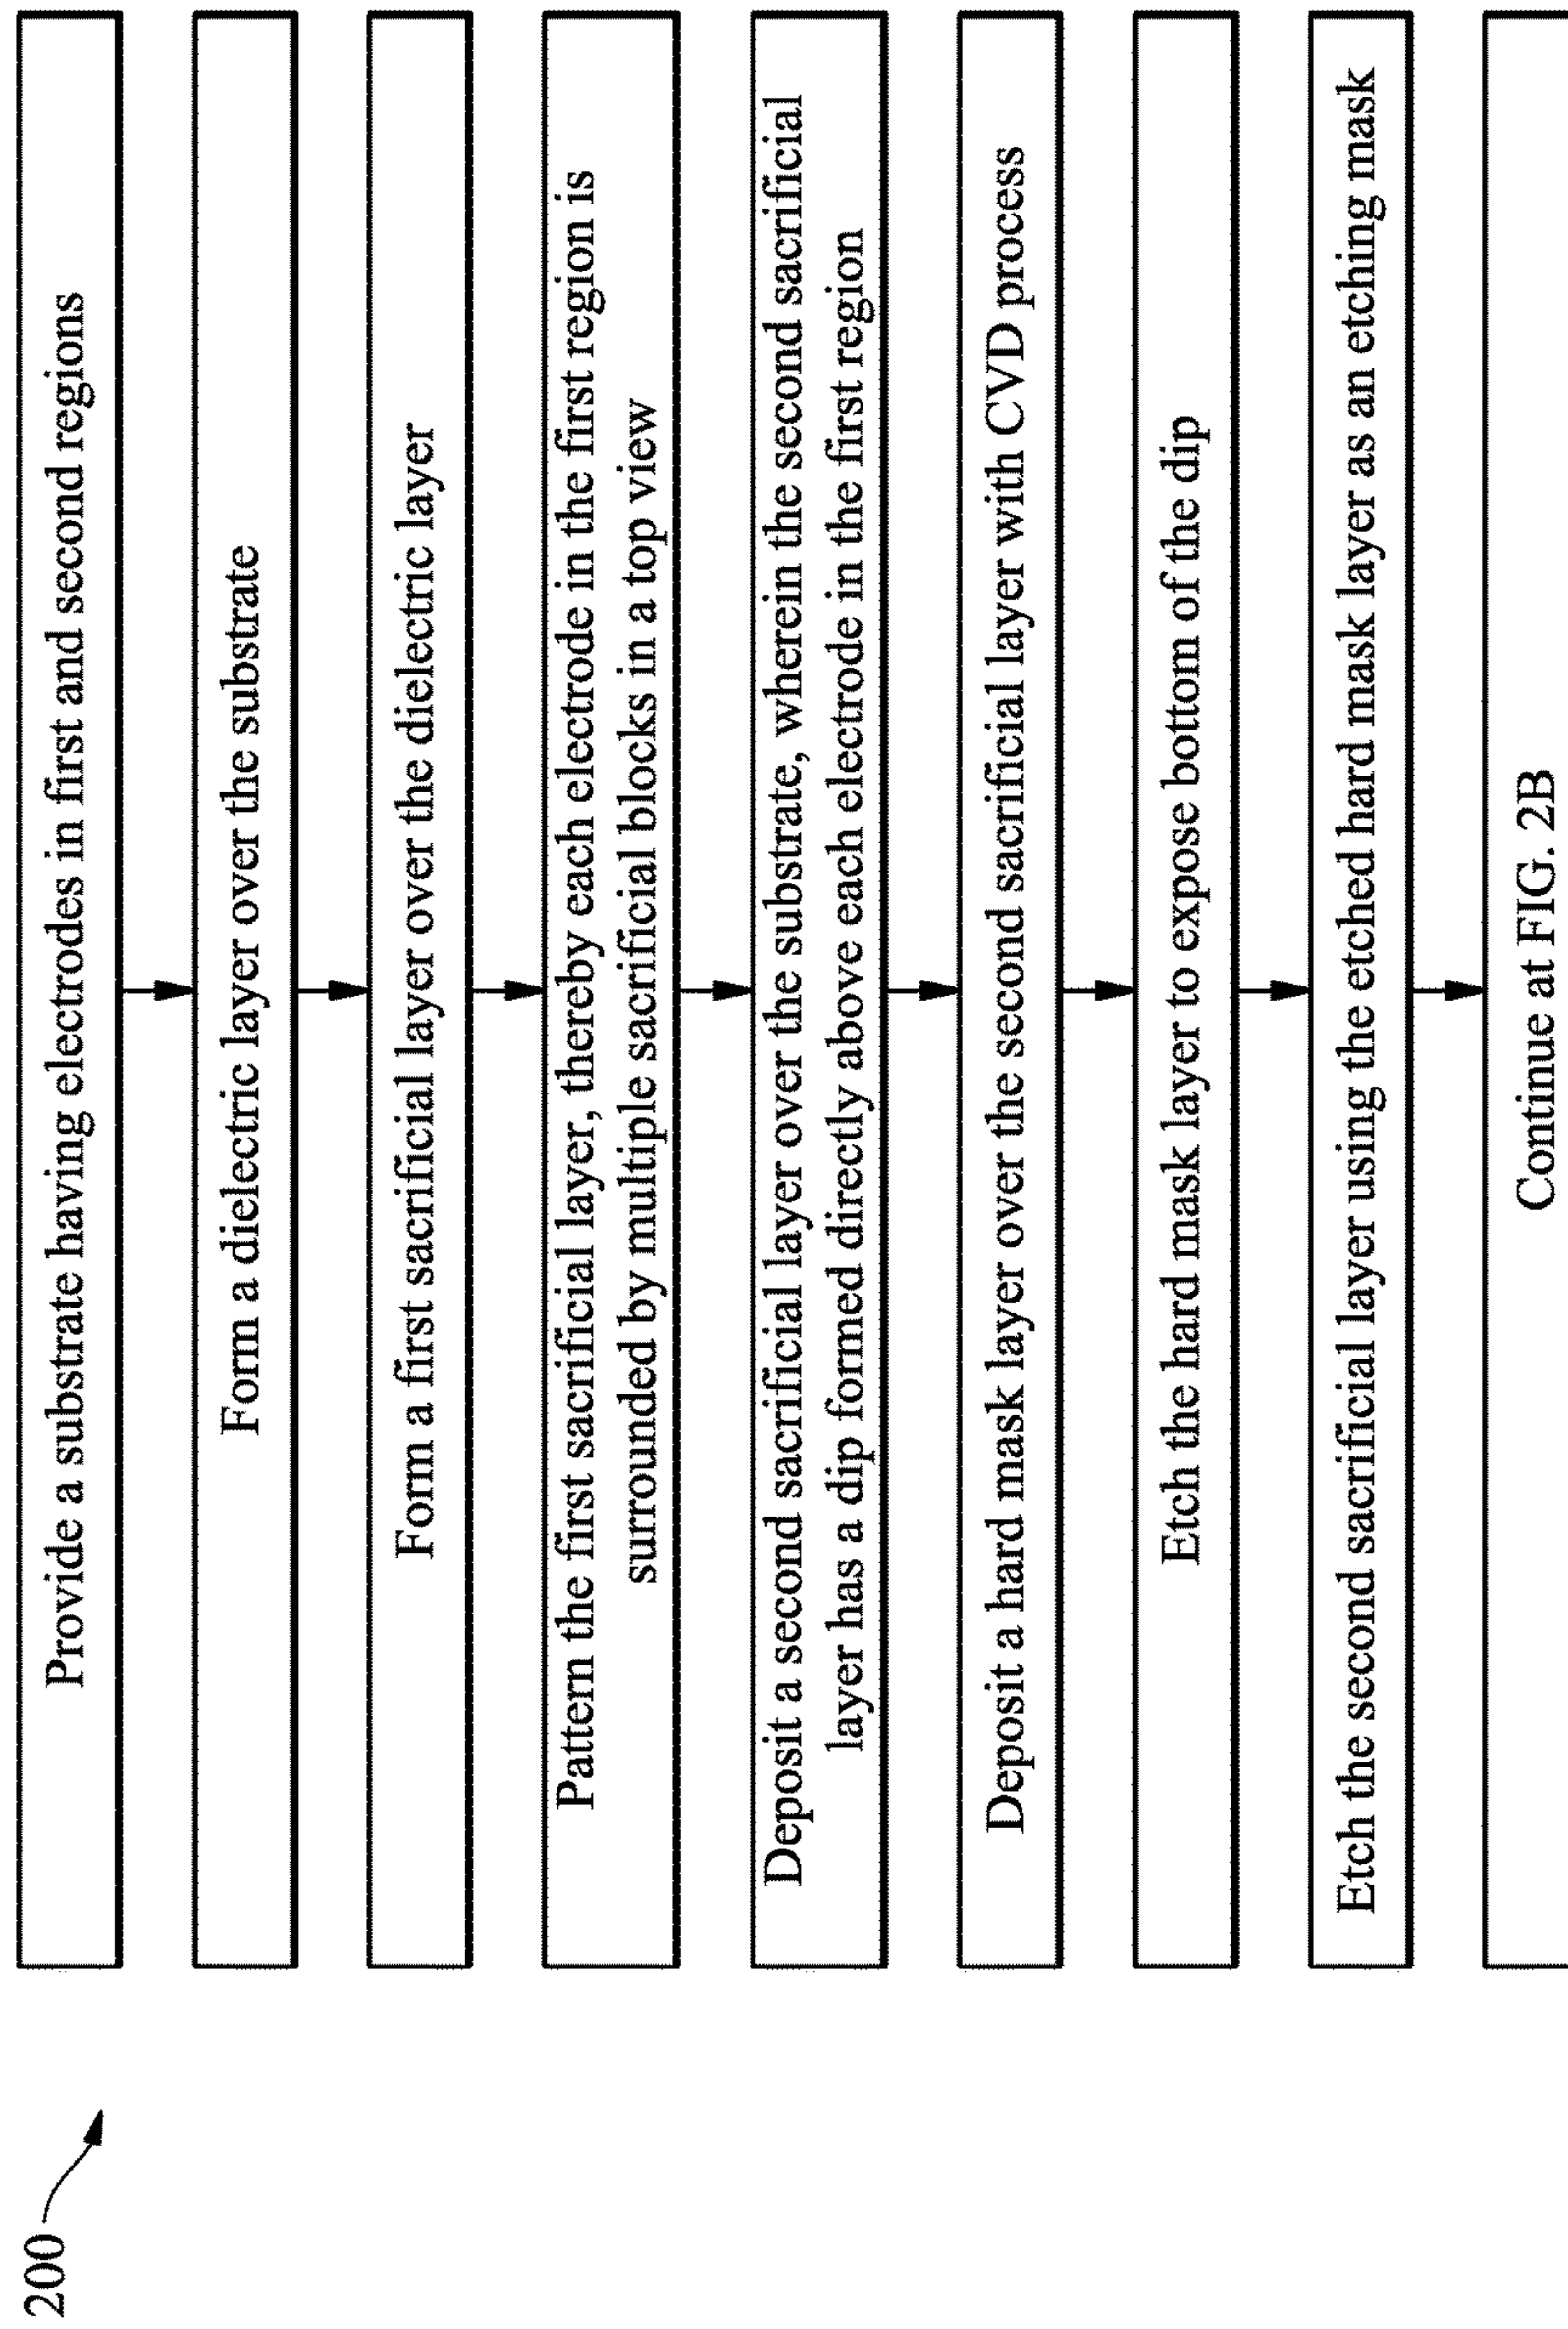 200
Provide a substrate having electrodes in first and second regions
Form a dielectric layer over the substrate
Form a first sacrificial layer over the dielectric layer
Pattern the first sacrificial layer, thereby each electrode in the first region is
surrounded by multiple sacrificial blocks in a top view
Deposit a second sacrificial layer over the substrate, wherein the second sacrificial
layer has a dip formed directly above each electrode in the first region
Deposit a hard mask layer over the second sacrificial layer with CVD process
Etch the hard mask layer to expose bottom of the dip
Etch the second sacrificial layer using the etched hard mask layer as an etching mask
Continue at FIG. 2B